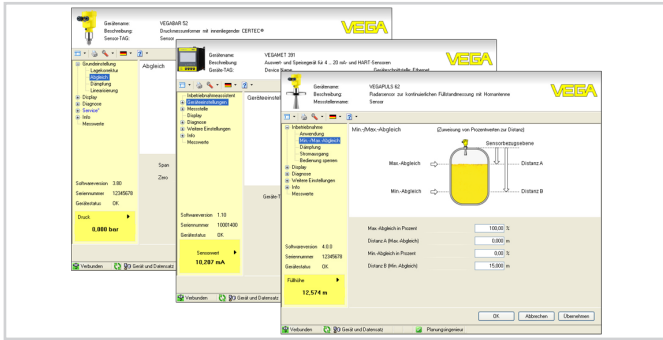 Gerätename: VEGABAR 52
Beschreibung: Druckmessumformer mit innenliegender CERTEC®
Sensor-TAG: Sensor
VEGA
Grundeinstellung
Lagekorrektur
Abgleich
Dämpfung
Linearisierung
Display
Diagnose
Service
Info
Messwerte
Abgleich
Span
Zero
Softwareversion 3.80
Seriennummer 12345678
Gerätestatus OK
Druck
0,000 bar
Verbunden
Gerät und Datensatz
Gerätename: VEGAMET 391
Beschreibung: Auswert- und Speisegerät für 4 ... 20 mA- und HART-Sensoren
Geräte-TAG: Device Name
Geräteschnittstelle: Ethernet
VEGA
Inbetriebnahmeassistent
Geräteeinstellungen
Messstelle
Display
Diagnose
Weitere Einstellungen
Info
Messwerte
Geräteeinstel
Geräte-T
Softwareversion 1.10
Seriennummer 10001400
Gerätestatus OK
Sensorwert
10,207 mA
Verbunden
Gerät und Datensatz
Gerätename: VEGAPULS 62
Beschreibung: Radarsensor zur kontinuierlichen Füllstandmessung mit Hornantenne
Messstellenname: Sensor
VEGA
Inbetriebnahme
Anwendung
Min.-/Max.-Abgleich
Dämpfung
Stromausgang
Bedienung sperren
Display
Diagnose
Weitere Einstellungen
Info
Messwerte
Min-/Max-Abgleich
(Zuweisung von Prozentwerten zur Distanz)
Sensorbezugsebene
Max.-Abgleich
Distanz A
Min.-Abgleich
Distanz B
Max.-Abgleich in Prozent 100,00 %
Distanz A (Max.-Abgleich) 0,000 m
Min.-Abgleich in Prozent 0,00 %
Distanz B (Min.-Abgleich) 15,000 m
Softwareversion 4.0.0
Seriennummer 12345678
Gerätestatus OK
Füllhöhe
12,574 m
OK
Abbrechen
Übernehmen
Verbunden
Gerät und Datensatz
Planungsingenieur